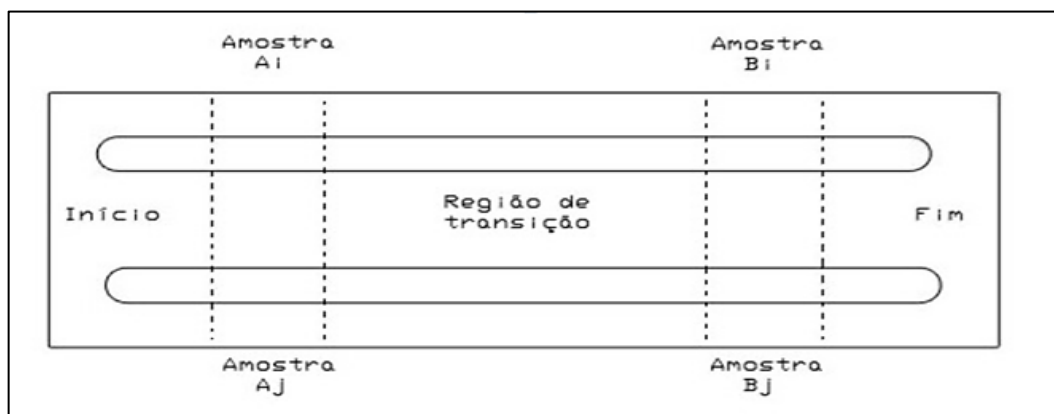 Amostra
Ai
Amostra
Bi
Início
Região de
transição
Fim
Amostra
Aj
Amostra
Bj